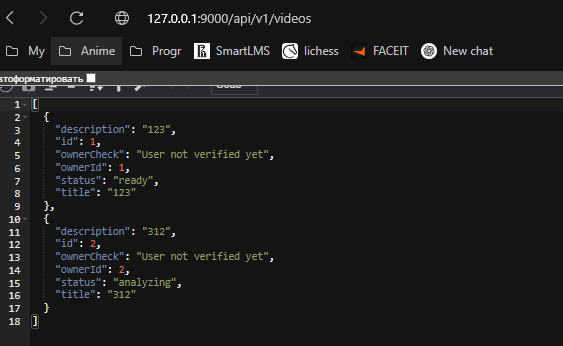 127.0.0.1:9000/api/v1/videos
My Anime Progr SmartLMS lichess FACEIT New chat
втоформатировать
1 [
2 {
3 "description": "123",
4 "id": 1,
5 "ownerCheck": "User not verified yet",
6 "ownerId": 1,
7 "status": "ready",
8 "title": "123"
9 },
10 {
11 "description": "312",
12 "id": 2,
13 "ownerCheck": "User not verified yet",
14 "ownerId": 2,
15 "status": "analyzing",
16 "title": "312"
17 }
18 ]